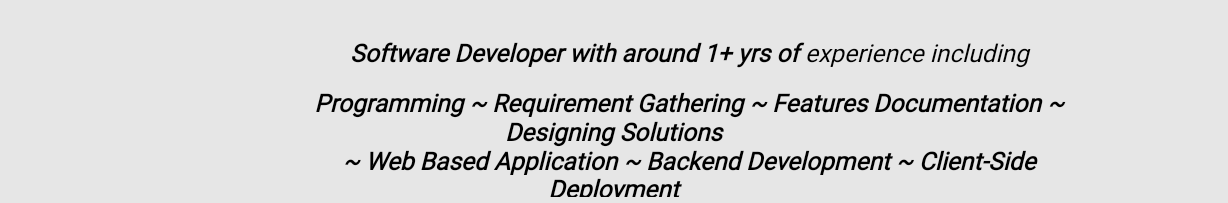 Software Developer with around 1+ yrs of experience including
Programming ~ Requirement Gathering ~ Features Documentation ~
Designing Solutions
~ Web Based Application ~ Backend Development ~ Client-Side
Deployment